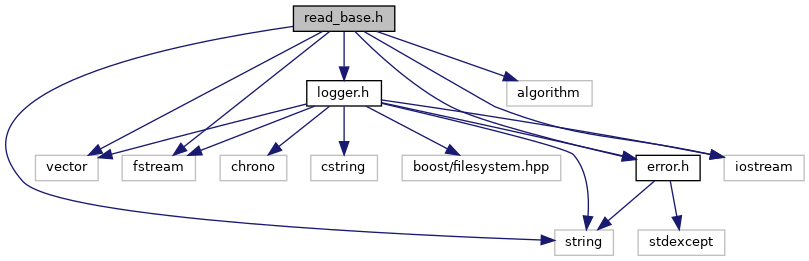 read_base.h
logger.h
algorithm
vector
fstream
chrono
cstring
boost/filesystem.hpp
error.h
iostream
string
stdexcept